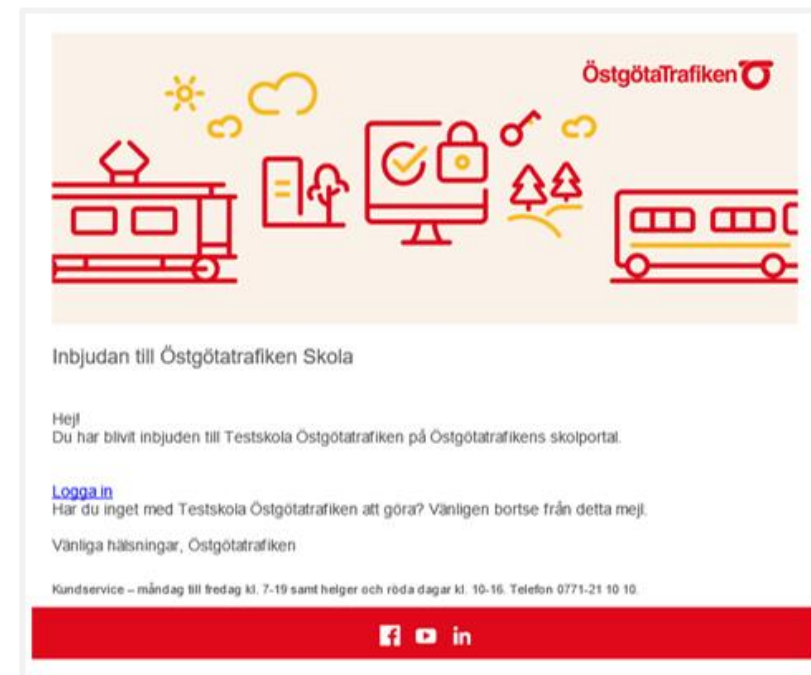 ÖstgötaTrafiken
Inbjudan till Östgötatrafiken Skola
Hej!
Du har blivit inbjuden till Testskola Östgötatrafiken på Östgötatrafikens skolportal.
Logga in
Har du inget med Testskola Östgötatrafiken att göra? Vänligen bortse från detta mejl.
Vänliga hälsningar, Östgötatrafiken
Kundservice – måndag till fredag kl. 7-19 samt helger och röda dagar kl. 10-16. Telefon 0771-21 10 10.